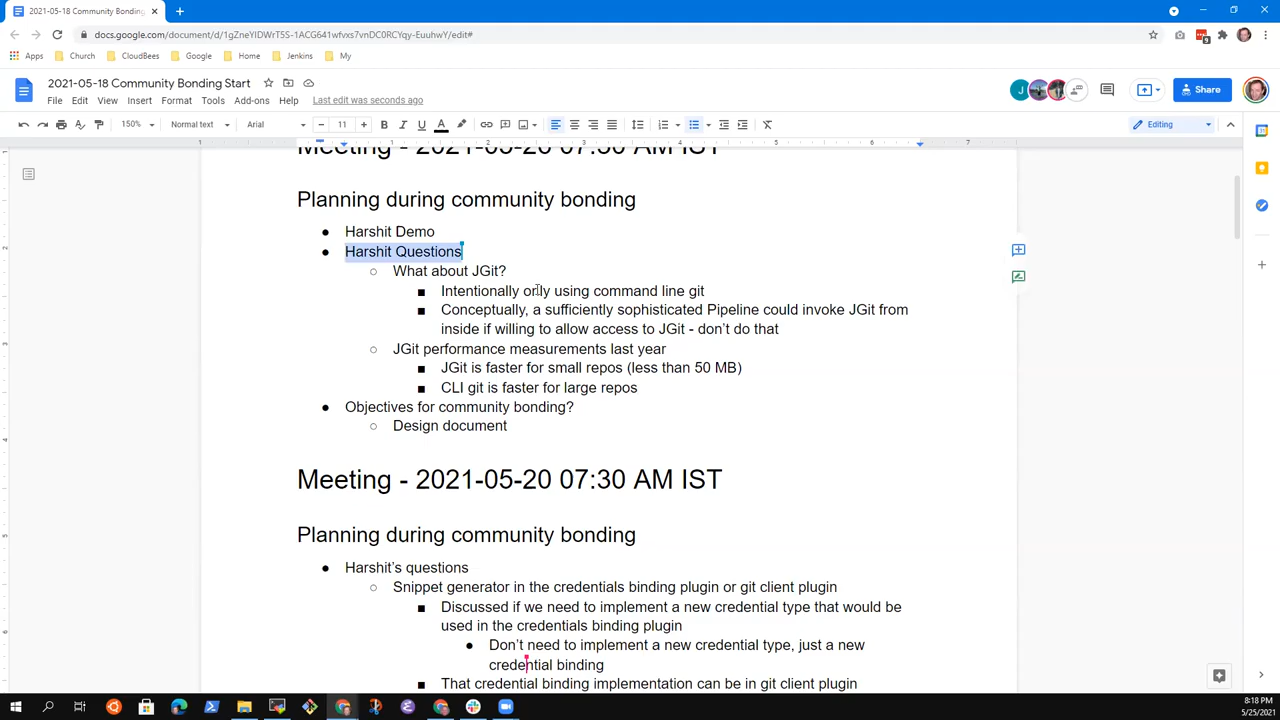 2021-05-18 Community Bonding Start
docs.google.com/document/d/1gZneYlDWrT5S-1ACG641wfvxs7vnDC0RCYqy-EuuhwY/edit#
Apps Church CloudBees Google Home Jenkins My
2021-05-18 Community Bonding Start
File Edit View Insert Format Tools Add-ons Help Last edit was seconds ago
J Share
150% Normal text Arial 11 Editing
Meeting - 2021-05-26 07:30 AM IST
Planning during community bonding
● Harshit Demo
● Harshit Questions
○ What about JGit?
■ Intentionally only using command line git
■ Conceptually, a sufficiently sophisticated Pipeline could invoke JGit from
inside if willing to allow access to JGit - don't do that
○ JGit performance measurements last year
■ JGit is faster for small repos (less than 50 MB)
■ CLI git is faster for large repos
● Objectives for community bonding?
○ Design document
Meeting - 2021-05-20 07:30 AM IST
Planning during community bonding
● Harshit's questions
○ Snippet generator in the credentials binding plugin or git client plugin
■ Discussed if we need to implement a new credential type that would be
used in the credentials binding plugin
● Don't need to implement a new credential type, just a new
credential binding
■ That credential binding implementation can be in git client plugin
8:18 PM
5/25/2021